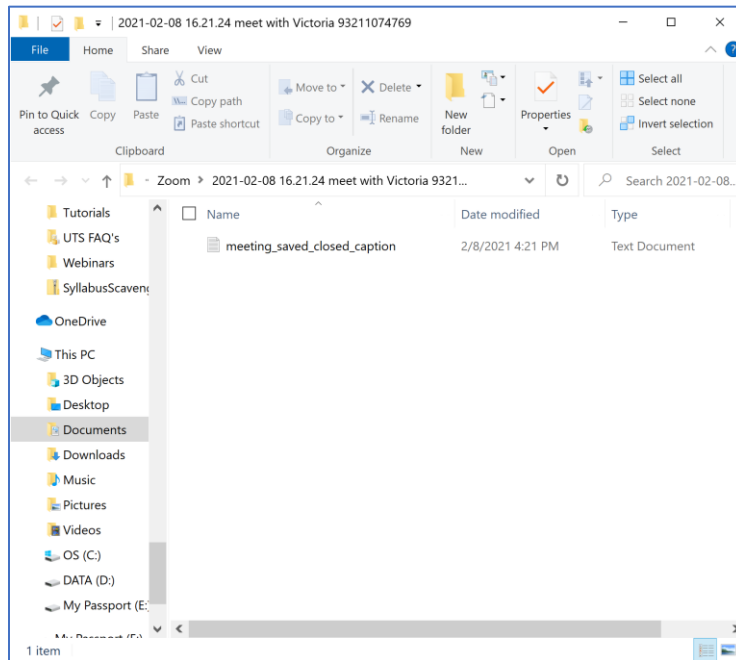 2021-02-08 16.21.24 meet with Victoria 93211074769
File Home Share View
Pin to Quick access
Copy
Paste
Cut
Copy path
Paste shortcut
Clipboard
Move to
Copy to
Delete
Rename
Organize
New folder
New
Properties
Open
Select all
Select none
Invert selection
Select
Zoom > 2021-02-08 16.21.24 meet with Victoria 9321...
Search 2021-02-08...
Name Date modified Type
meeting_saved_closed_caption 2/8/2021 4:21 PM Text Document
Tutorials
UTS FAQ's
Webinars
SyllabusScaveng
OneDrive
This PC
3D Objects
Desktop
Documents
Downloads
Music
Pictures
Videos
OS (C:)
DATA (D:)
My Passport (E:
1 item